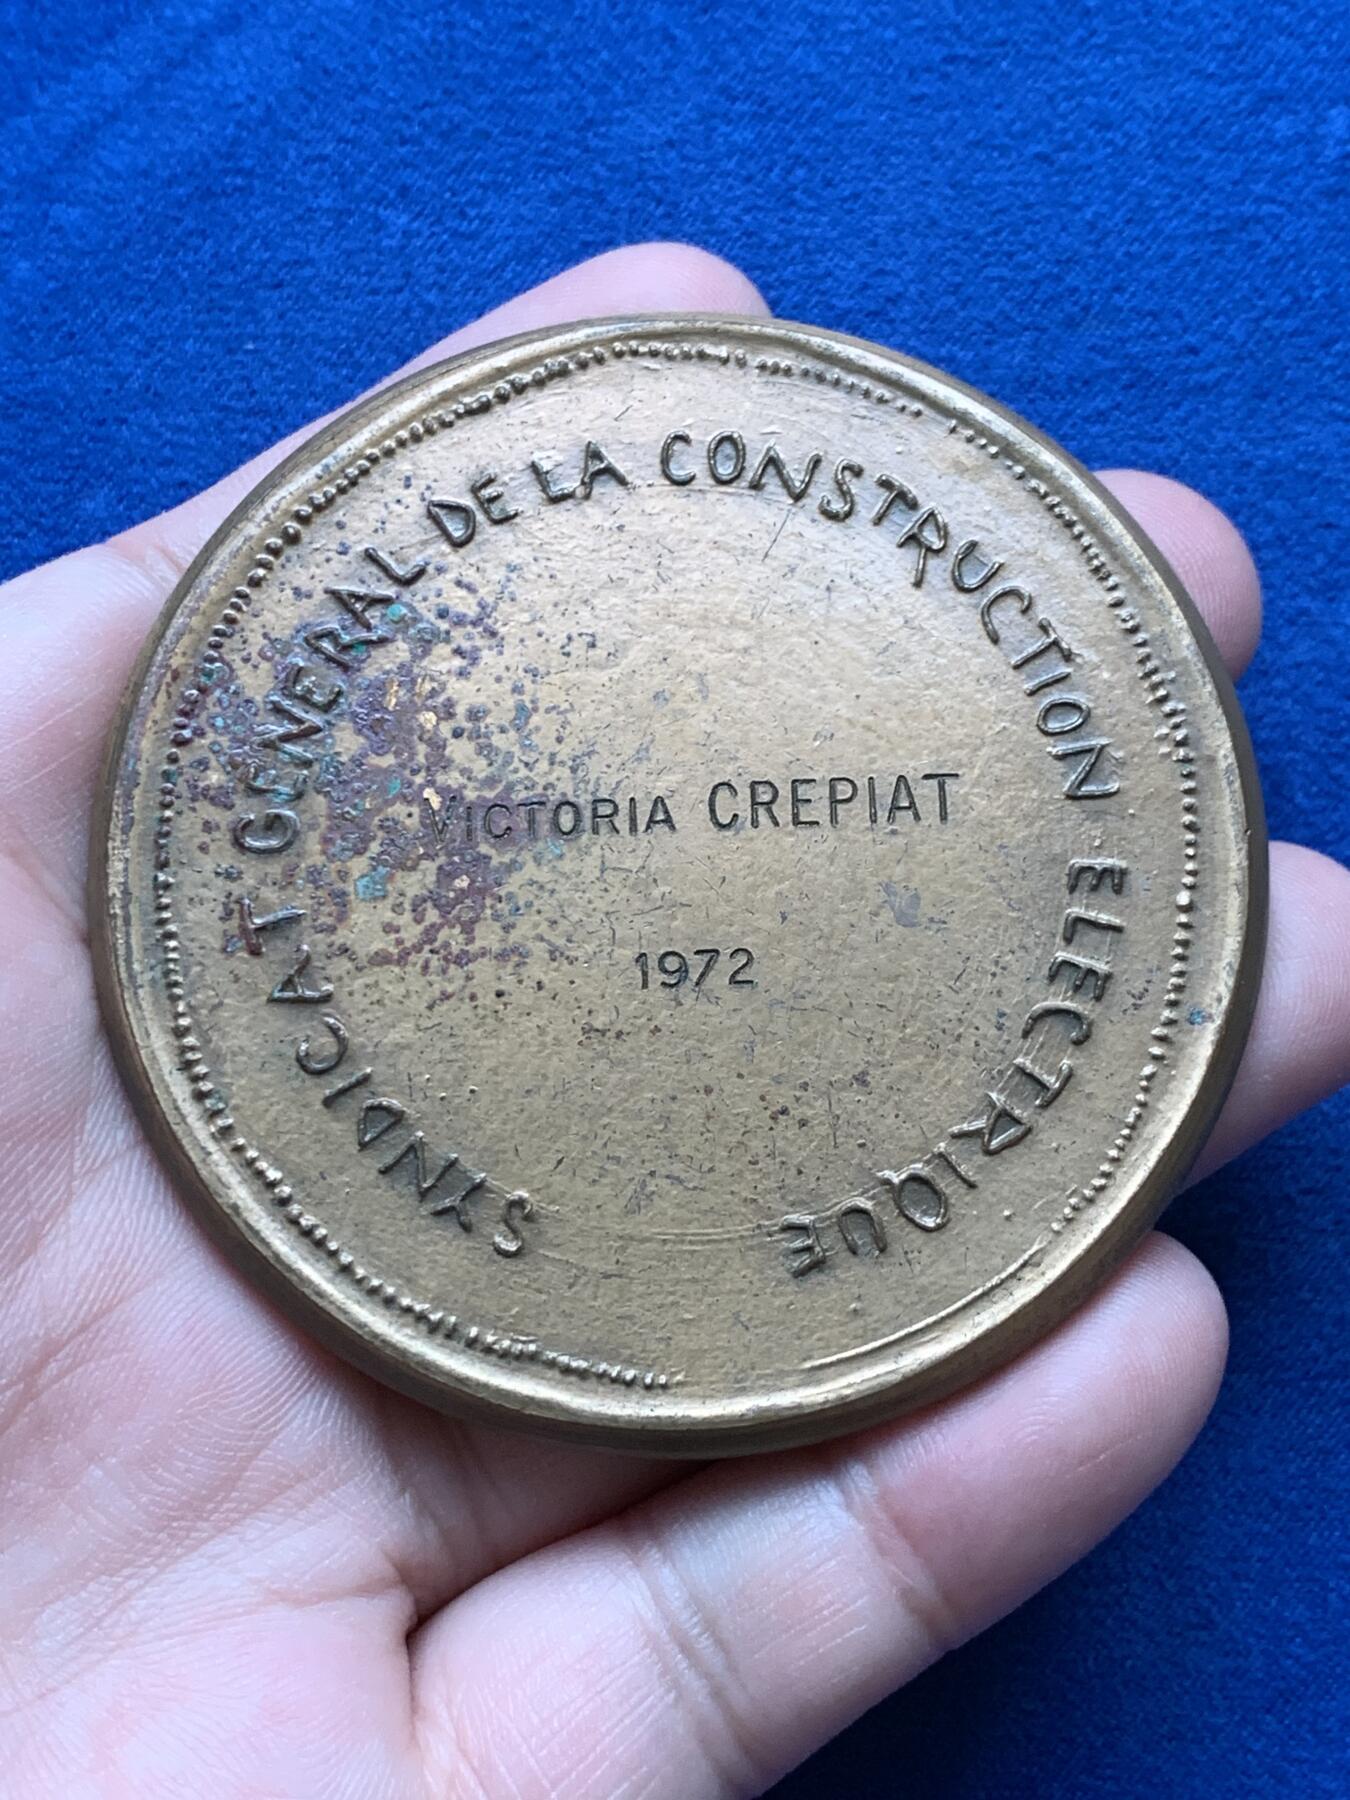 SYNDICAT GENERAL DE LA CONSTRUCTION ELECTRIQUE
VICTORIA CREPIAT
1972